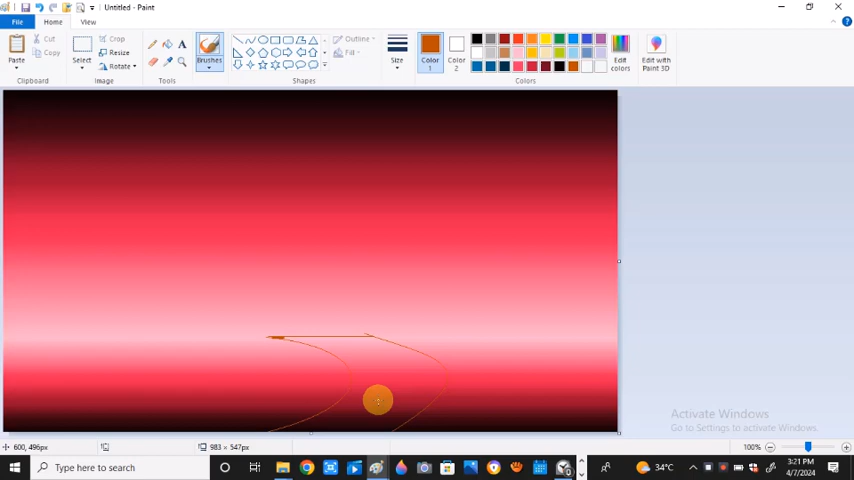 Untitled - Paint
File
Home
View
Paste
Cut
Copy
Clipboard
Select
Crop
Resize
Rotate
Image
Tools
Brushes
Outline
Fill
Shapes
Size
Color
1
Color
2
Edit
colors
Colors
Edit with
Paint 3D
Activate Windows
Go to Settings to activate Windows.
600, 496px
983 × 547px
100%
Type here to search
34°C
3:21 PM
4/7/2024